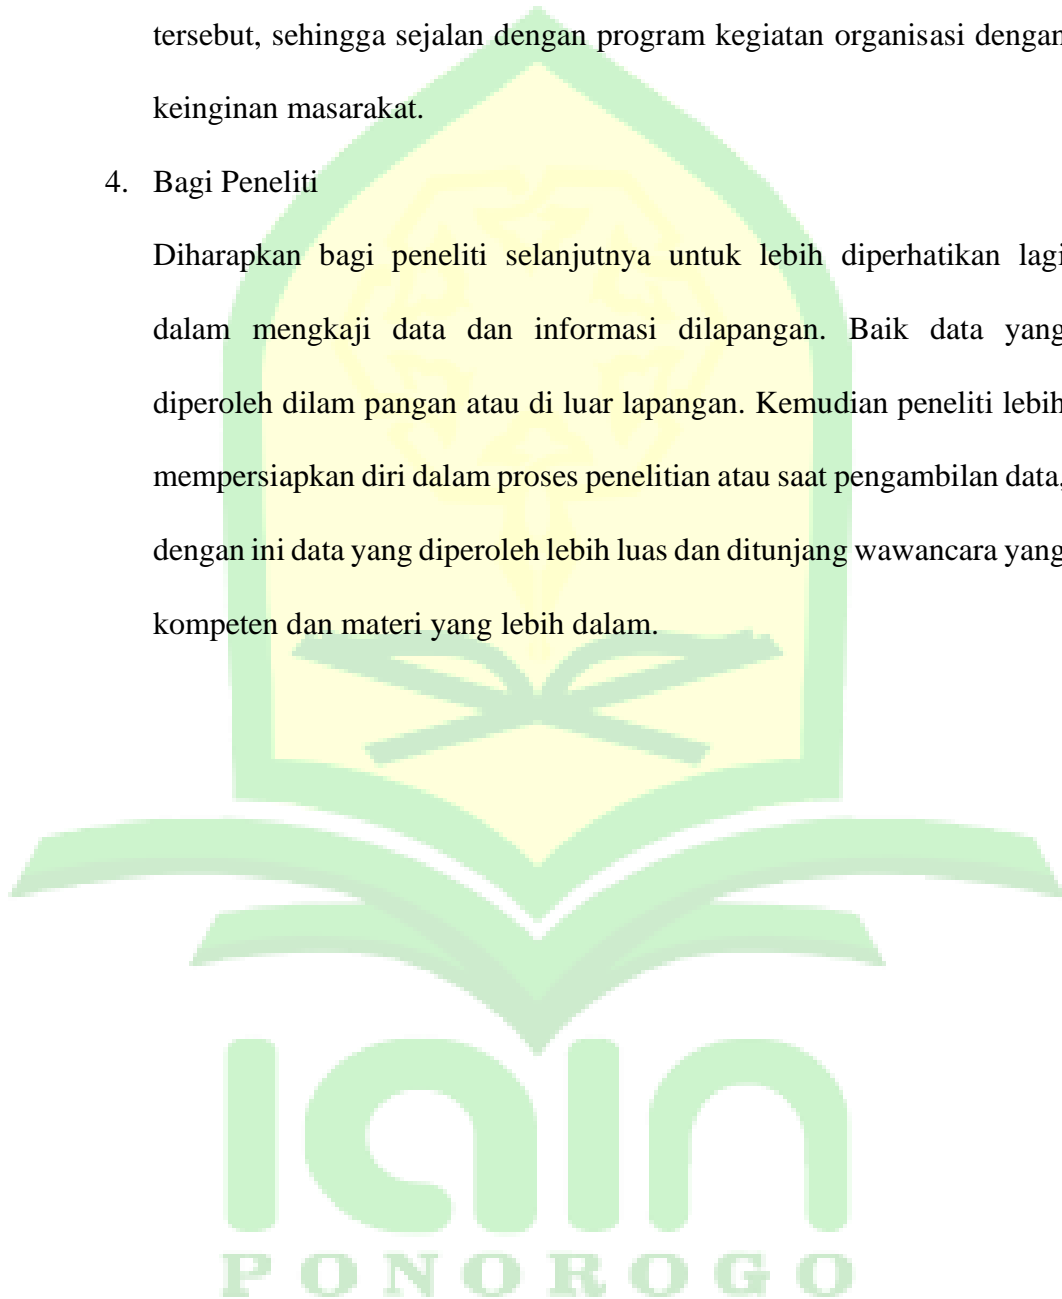 tersebut, sehingga sejalan dengan program kegiatan organisasi dengan
keinginan masarakat.
4. Bagi Peneliti
Diharapkan bagi peneliti selanjutnya untuk lebih diperhatikan lagi
dalam mengkaji data dan informasi dilapangan. Baik data yang
diperoleh dilam pangan atau di luar lapangan. Kemudian peneliti lebih
mempersiapkan diri dalam proses penelitian atau saat pengambilan data,
dengan ini data yang diperoleh lebih luas dan ditunjang wawancara yang
kompeten dan materi yang lebih dalam.
iain
PONOROGO